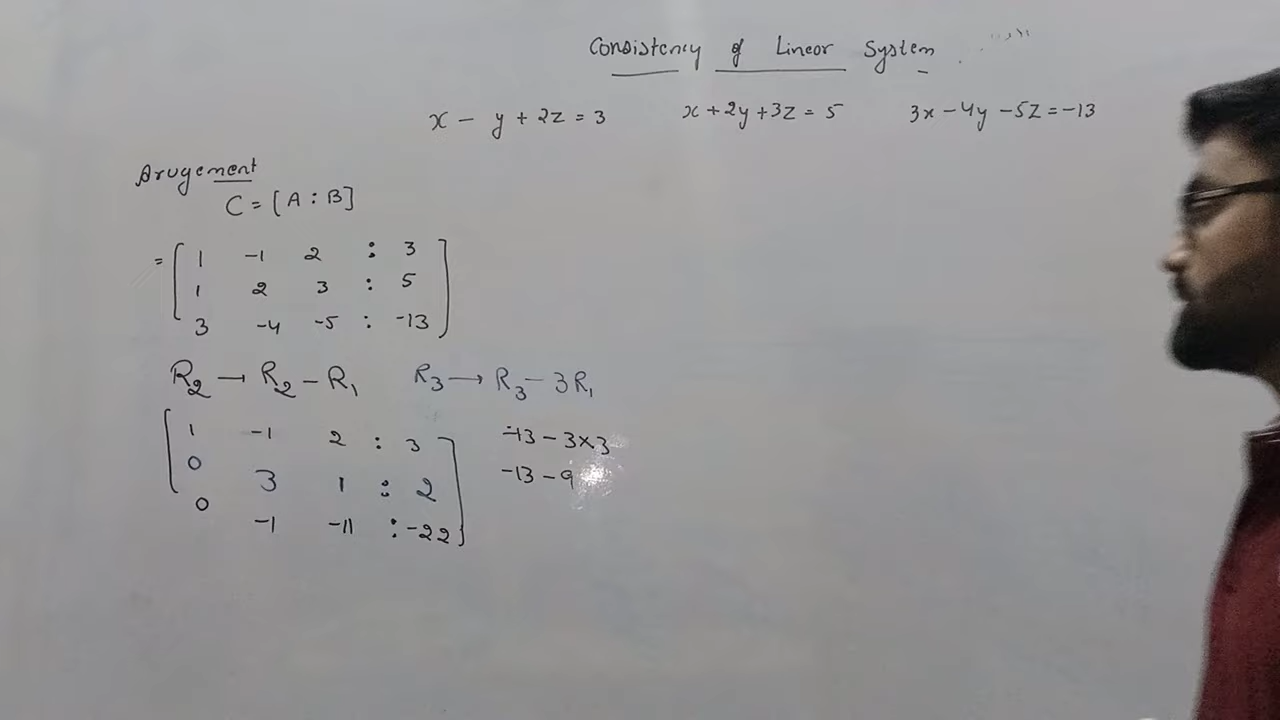 Consistency of Linear System
x - y + 2z = 3   x + 2y + 3z = 5   3x - 4y - 5z = -13
Arugement
C = [A : B]
= [ 1 -1 2 : 3
1 2 3 : 5
3 -4 -5 : -13 ]
R₂ → R₂ - R₁   R₃ → R₃ - 3R₁
[ 1 -1 2 : 3   -13 - 3×3
0 3 1 : 2   -13 - 9
0 -1 -11 : -22 ]